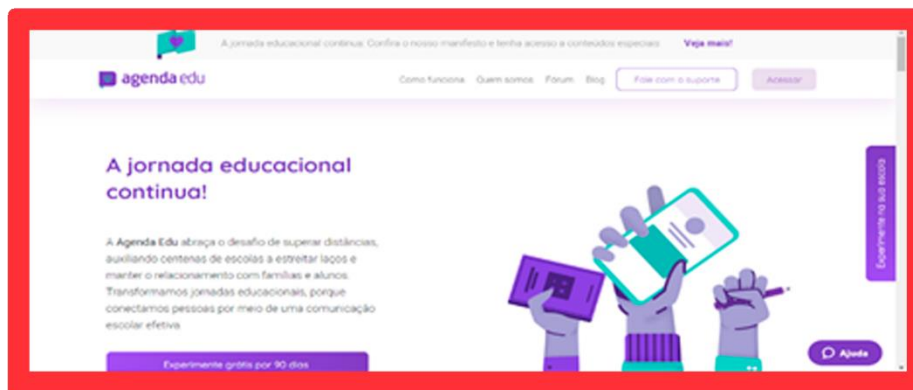 A jornada educacional continua. Confira o nosso manifesto e tenha acesso a conteúdos especiais. Veja mais!
agenda edu
Como funciona Quem somos Fórum Blog Fale com o suporte Acessar
A jornada educacional
continua!
A Agenda Edu abraça o desafio de superar distâncias,
auxiliando centenas de escolas a estreitar laços e
manter o relacionamento com famílias e alunos.
Transformamos jornadas educacionais, porque
conectamos pessoas por meio de uma comunicação
escolar efetiva.
Experimente grátis por 90 dias
Experimente na sua escola
Ajuda